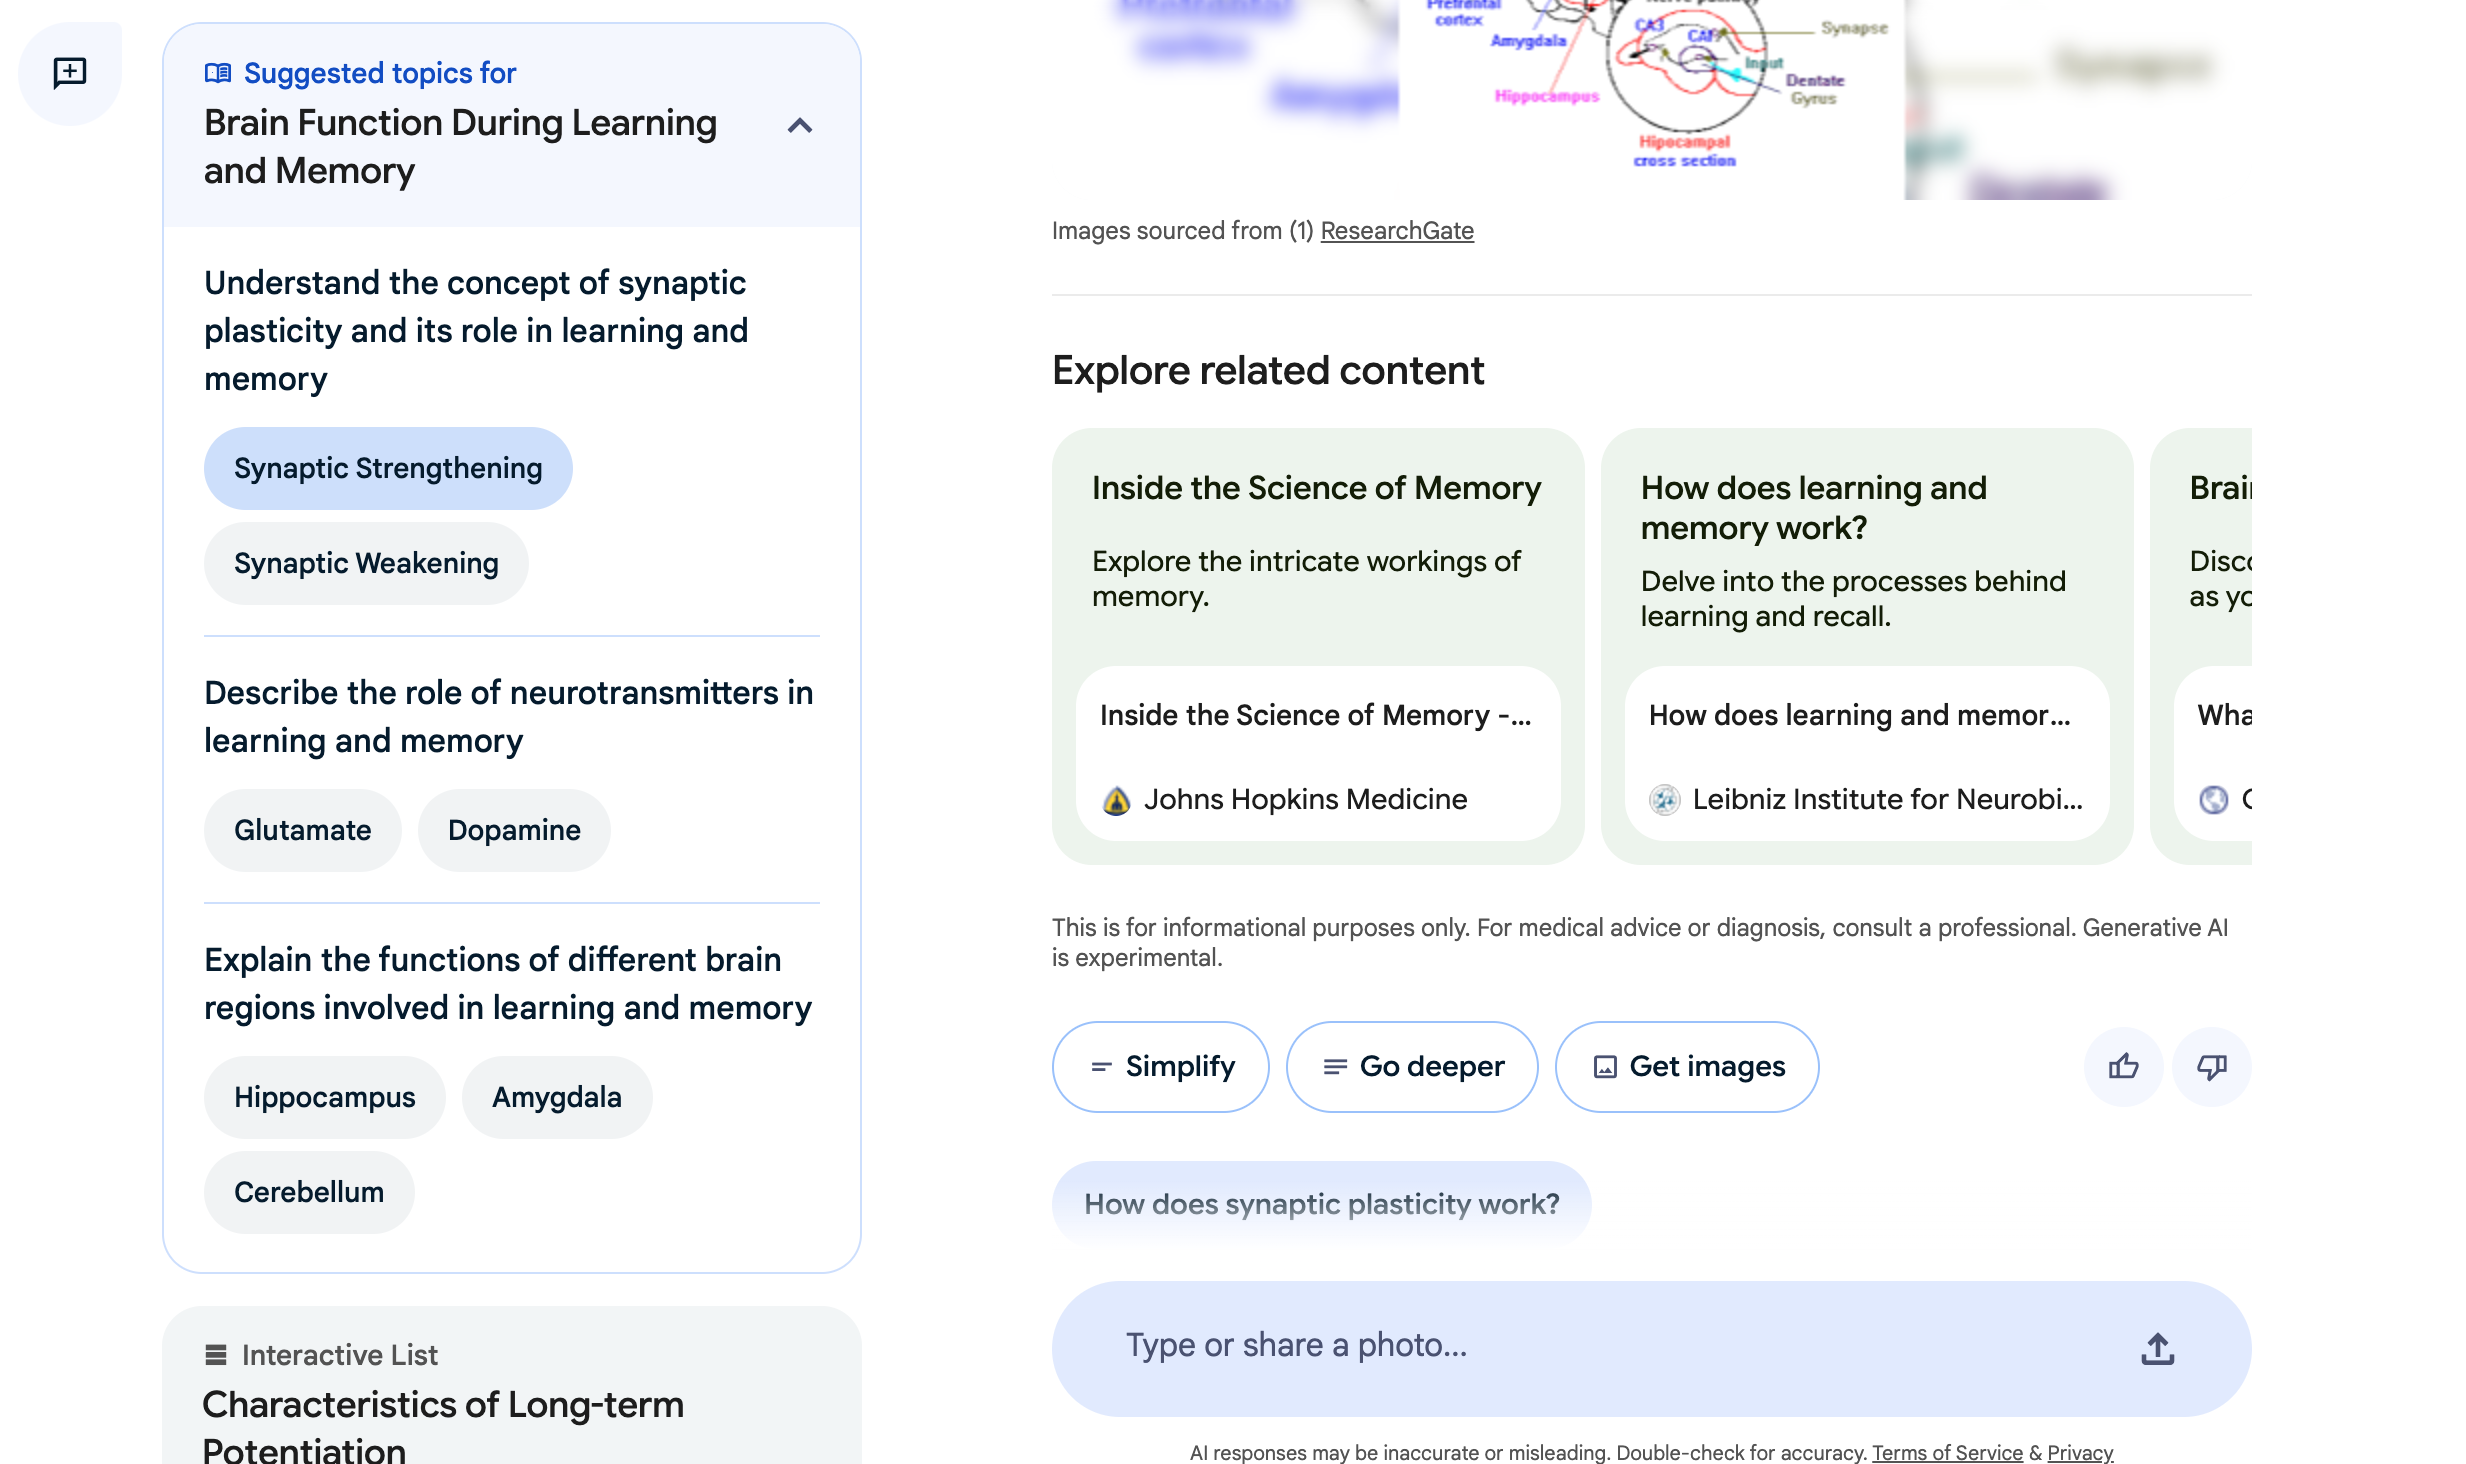 Suggested topics for
Brain Function During Learning
and Memory
Understand the concept of synaptic
plasticity and its role in learning and
memory
Synaptic Strengthening
Synaptic Weakening
Describe the role of neurotransmitters in
learning and memory
Glutamate
Dopamine
Explain the functions of different brain
regions involved in learning and memory
Hippocampus
Amygdala
Cerebellum
Interactive List
Characteristics of Long-term
Potentiation
Prefrontal
cortex
Amygdala
Hippocampus
CA3
CA1
Synapse
Input
Dentate
Gyrus
Hipocampal
cross section
Images sourced from (1) ResearchGate
Explore related content
Inside the Science of Memory
Explore the intricate workings of
memory.
Inside the Science of Memory -...
Johns Hopkins Medicine
How does learning and
memory work?
Delve into the processes behind
learning and recall.
How does learning and memor...
Leibniz Institute for Neurobi...
This is for informational purposes only. For medical advice or diagnosis, consult a professional. Generative AI
is experimental.
Simplify
Go deeper
Get images
How does synaptic plasticity work?
Type or share a photo...
AI responses may be inaccurate or misleading. Double-check for accuracy. Terms of Service & Privacy